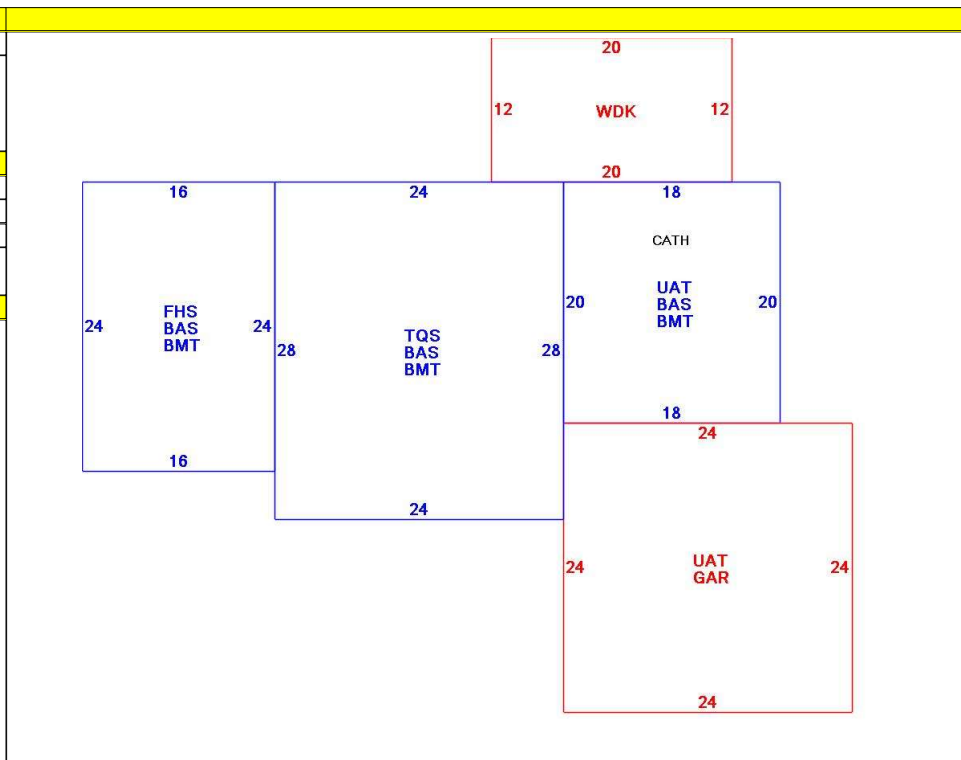 20
12 WDK 12
20
16 24 18
CATH
UAT
20 BAS 20
BMT
FHS
24 BAS 24
BMT
TQS
28 BAS 28
BMT
18
24
16
24
UAT
24 GAR 24
24